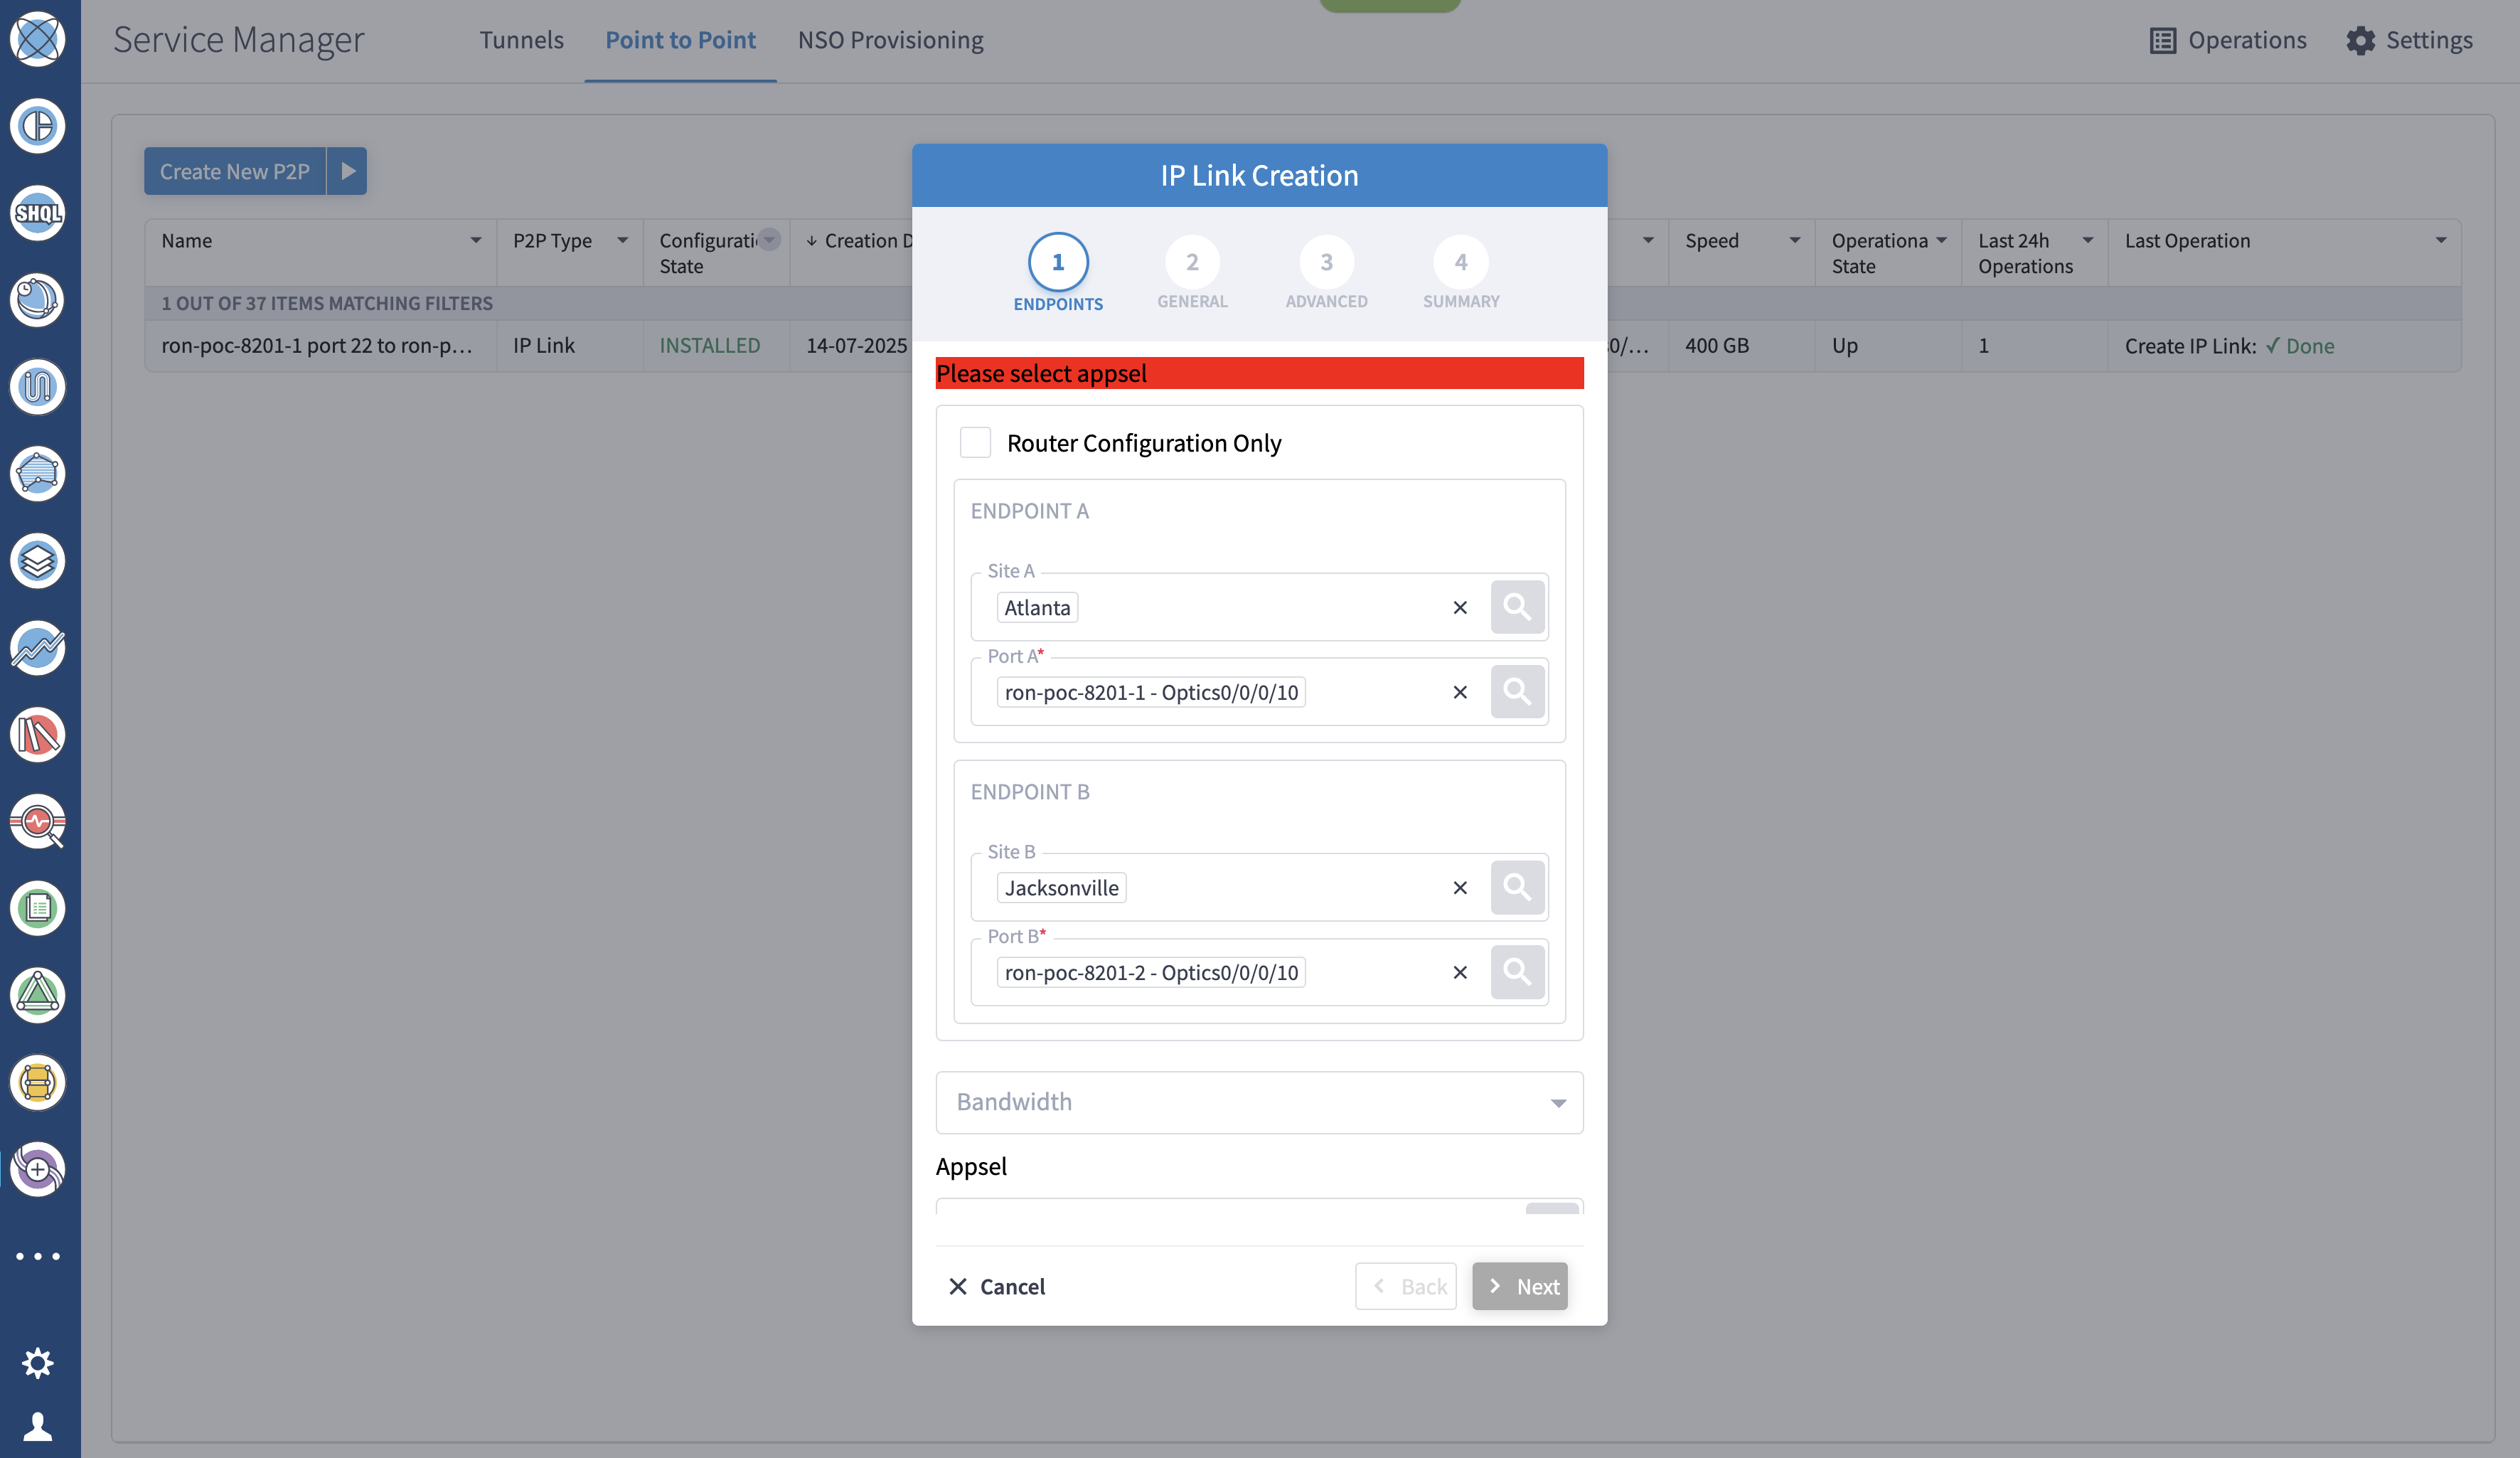 Service Manager
Tunnels
Point to Point
NSO Provisioning
Operations
Settings
SHQL
Create New P2P
Name
P2P Type
Configurati
State
Creation D
Speed
Operationa
State
Last 24h
Operations
Last Operation
1 OUT OF 37 ITEMS MATCHING FILTERS
ron-poc-8201-1 port 22 to ron-p...
IP Link
INSTALLED
14-07-2025
0/...
400 GB
Up
1
Create IP Link: ✓ Done
IP Link Creation
1
2
3
4
ENDPOINTS
GENERAL
ADVANCED
SUMMARY
Please select appsel
Router Configuration Only
ENDPOINT A
Site A
Atlanta
Port A*
ron-poc-8201-1 - Optics0/0/0/10
ENDPOINT B
Site B
Jacksonville
Port B*
ron-poc-8201-2 - Optics0/0/0/10
Bandwidth
Appsel
Cancel
Back
Next